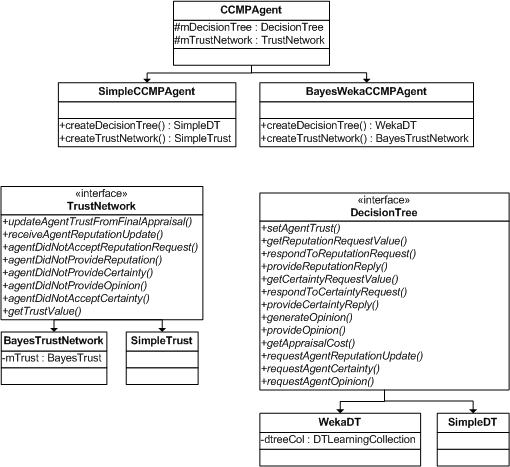 CCMPAgent
#mDecisionTree : DecisionTree
#mTrustNetwork : TrustNetwork
SimpleCCMPAgent
+createDecisionTree() : SimpleDT
+createTrustNetwork() : SimpleTrust
BayesWekaCCMPAgent
+createDecisionTree() : WekaDT
+createTrustNetwork() : BayesTrustNetwork
«interface»
TrustNetwork
+updateAgentTrustFromFinalAppraisal()
+receiveAgentReputationUpdate()
+agentDidNotAcceptReputationRequest()
+agentDidNotProvideReputation()
+agentDidNotProvideCertainty()
+agentDidNotProvideOpinion()
+agentDidNotAcceptCertainty()
+getTrustValue()
BayesTrustNetwork
-mTrust : BayesTrust
SimpleTrust
«interface»
DecisionTree
+setAgentTrust()
+getReputationRequestValue()
+respondToReputationRequest()
+provideReputationReply()
+getCertaintyRequestValue()
+respondToCertaintyRequest()
+provideCertaintyReply()
+generateOpinion()
+provideOpinion()
+getAppraisalCost()
+requestAgentReputationUpdate()
+requestAgentCertainty()
+requestAgentOpinion()
WekaDT
-dtreeCol : DTLearningCollection
SimpleDT